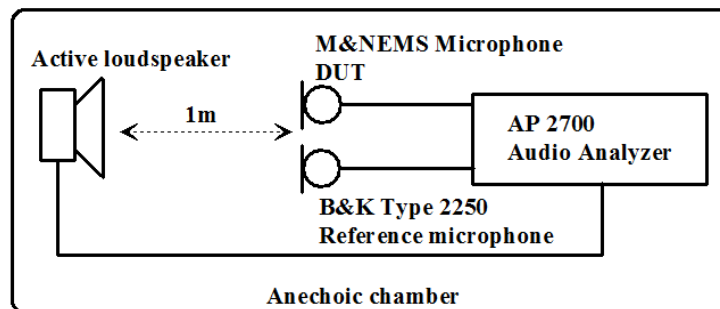 Active loudspeaker
M&NEMS Microphone
DUT
1m
AP 2700
Audio Analyzer
B&K Type 2250
Reference microphone
Anechoic chamber